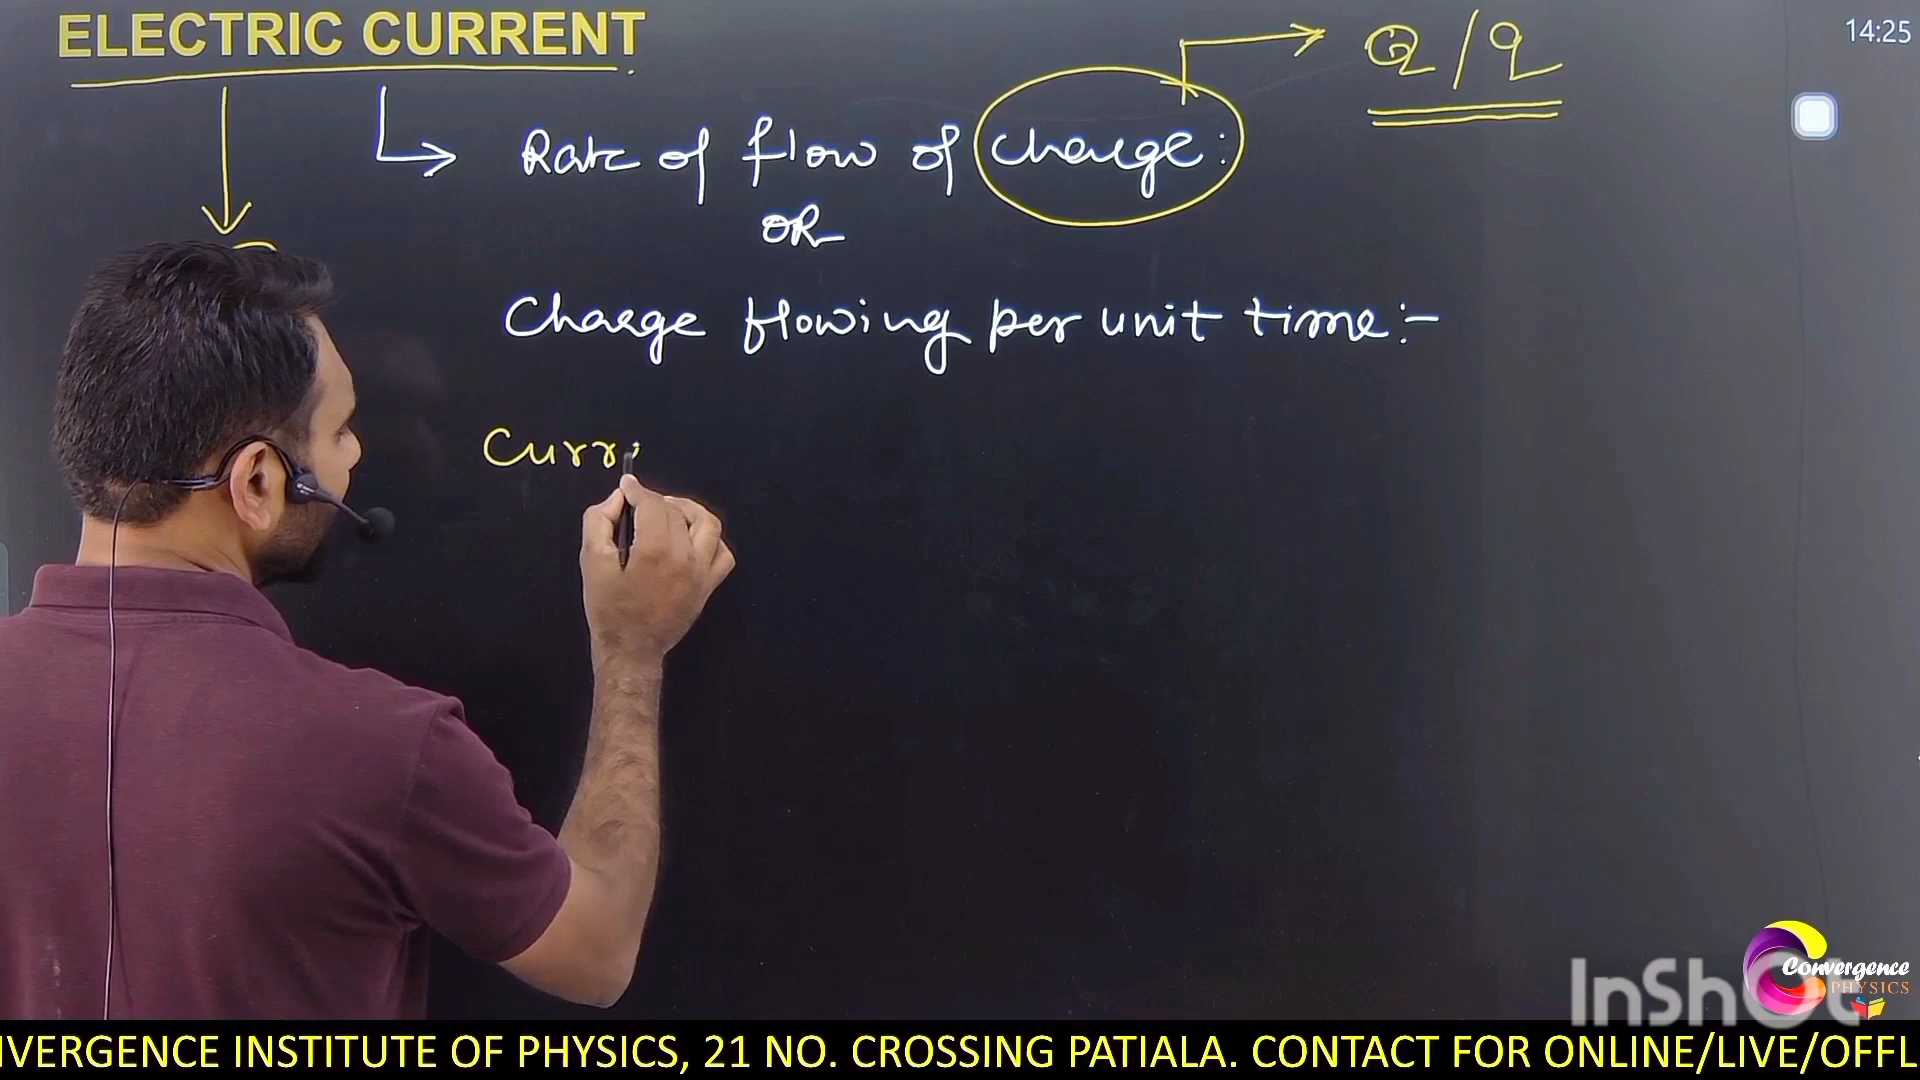 ELECTRIC CURRENT
Q/q
14:25
Rate of flow of charge:
OR
Charge flowing per unit time:-
Curr
InShot
Convergence
PHYSICS
NVERGENCE INSTITUTE OF PHYSICS, 21 NO. CROSSING PATIALA. CONTACT FOR ONLINE/LIVE/OFFL